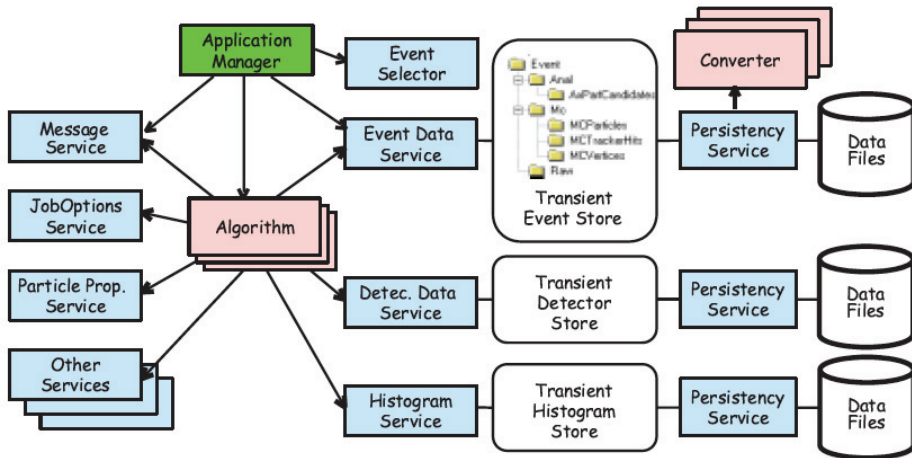 Application
Manager
Event
Selector
Converter
Message
Service
Event Data
Service
Event
Anal
AaPartCandidates
Mc
MCParticles
MCTrackerHits
MCVertices
Raw
Transient
Event Store
Persistency
Service
Data
Files
JobOptions
Service
Algorithm
Particle Prop.
Service
Detec. Data
Service
Transient
Detector
Store
Persistency
Service
Data
Files
Other
Services
Histogram
Service
Transient
Histogram
Store
Persistency
Service
Data
Files